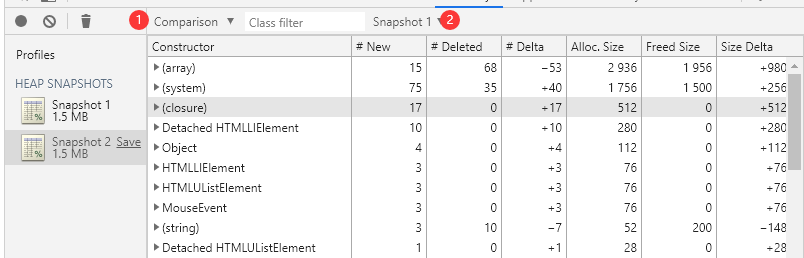 1 Comparison ▼ Class filter Snapshot 1 ▼ 2
Profiles
HEAP SNAPSHOTS
Snapshot 1
1.5 MB
Snapshot 2 Save
1.5 MB
Constructor # New # Deleted # Delta Alloc. Size Freed Size Size Delta
(array) 15 68 −53 2 936 1 956 +980
(system) 75 35 +40 1 756 1 500 +256
(closure) 17 0 +17 512 0 +512
Detached HTMLLIElement 10 0 +10 280 0 +280
Object 4 0 +4 112 0 +112
HTMLLIElement 3 0 +3 76 0 +76
HTMLUListElement 3 0 +3 76 0 +76
MouseEvent 3 0 +3 76 0 +76
(string) 3 10 −7 52 200 −148
Detached HTMLUListElement 1 0 +1 28 0 +28